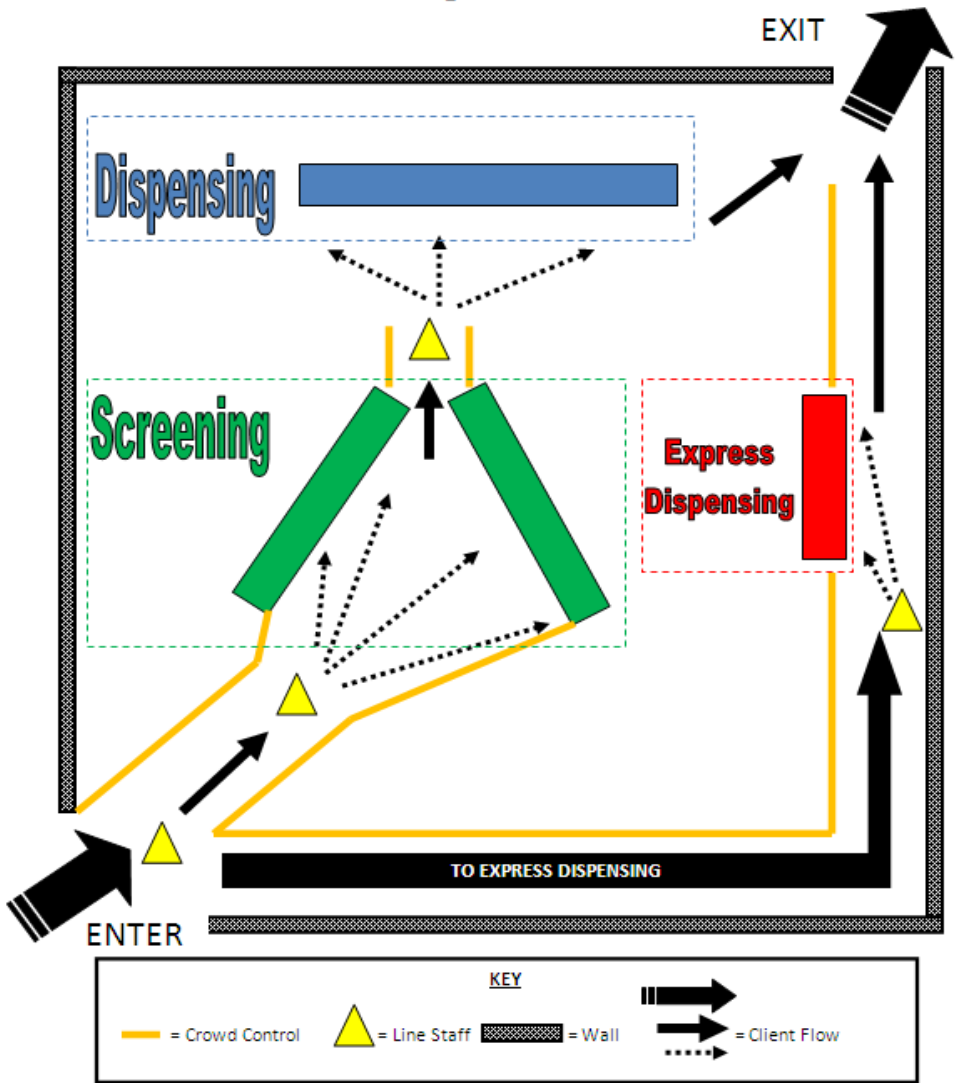 EXIT
Dispensing
Screening
Express
Dispensing
TO EXPRESS DISPENSING
ENTER
KEY
= Crowd Control
= Line Staff
= Wall
= Client Flow